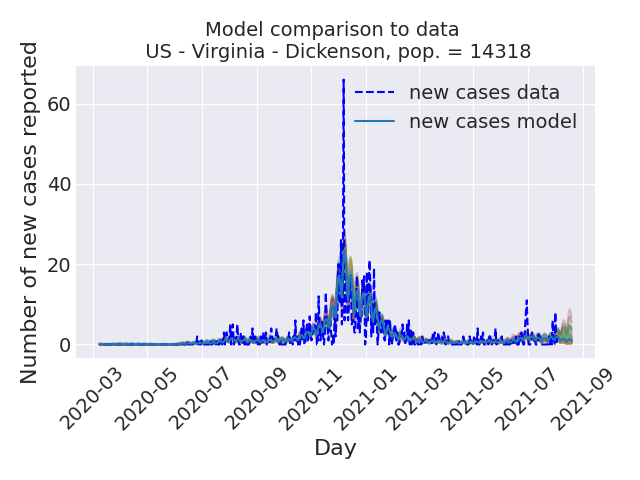 Model comparison to data
US - Virginia - Dickenson, pop. = 14318
Number of new cases reported
60
40
20
0
new cases data
new cases model
2020-03
2020-05
2020-07
2020-09
2020-11
2021-01
2021-03
2021-05
2021-07
2021-09
Day